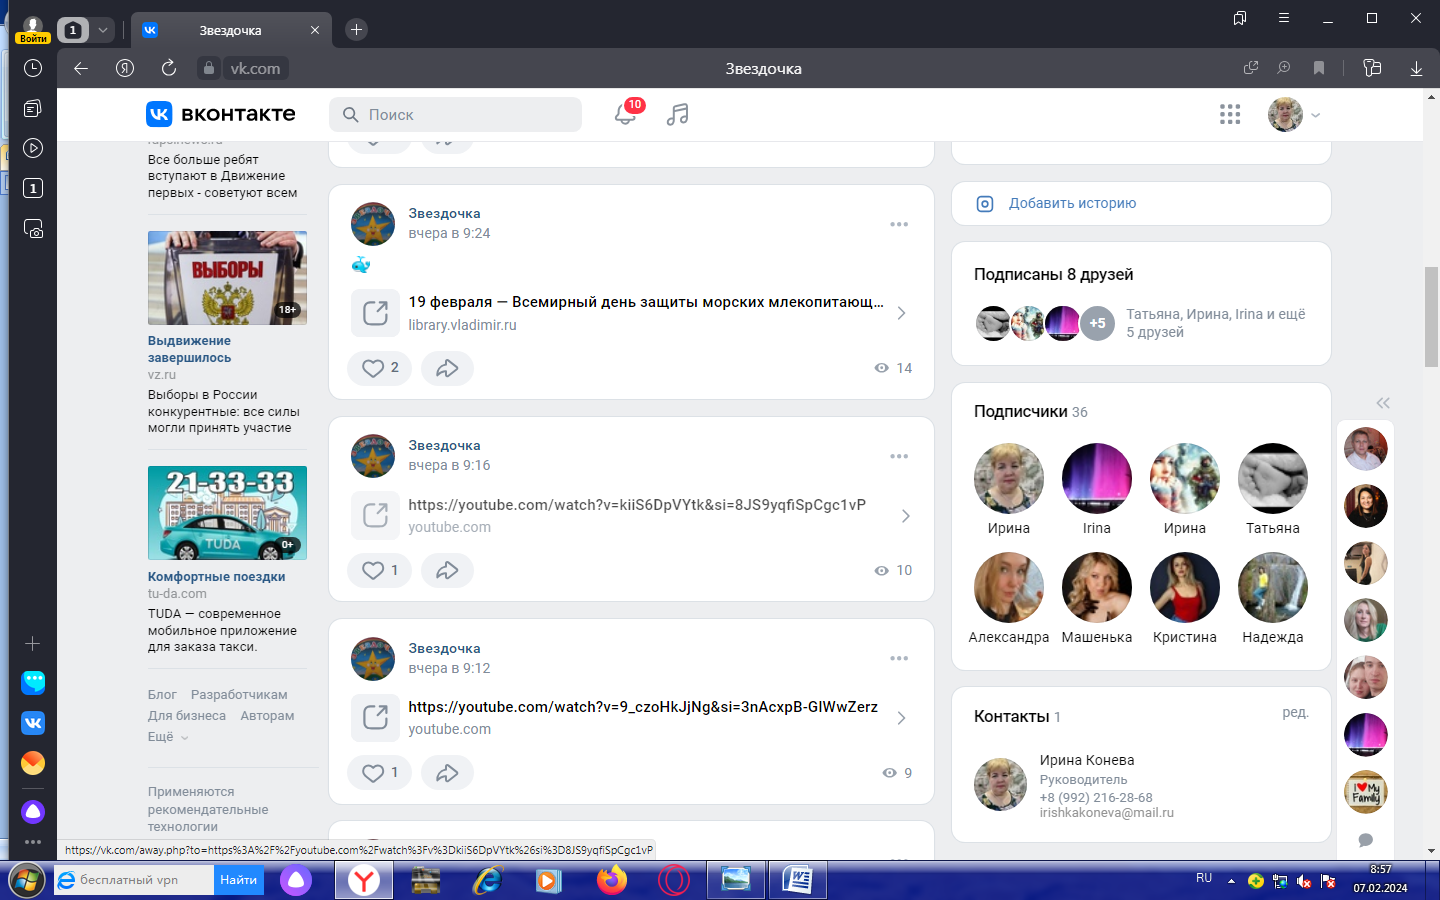 Войти
1
Звездочка
vk.com
Звездочка
вконтакте
Поиск
10
Все больше ребят
вступают в Движение
первых - советуют всем
ВЫБОРЫ
18+
Выдвижение
завершилось
vz.ru
Выборы в России
конкурентные: все силы
могли принять участие
21-33-33
TUDA
0+
Комфортные поездки
tu-da.com
TUDA — современное
мобильное приложение
для заказа такси.
Блог Разработчикам
Для бизнеса Авторам
Ещё
Применяются
рекомендательные
технологии
Звездочка
вчера в 9:24
19 февраля — Всемирный день защиты морских млекопитающ...
library.vladimir.ru
2
14
Звездочка
вчера в 9:16
https://youtube.com/watch?v=kiiS6DpVYtk&si=8JS9yqfiSpCgc1vP
youtube.com
1
10
Звездочка
вчера в 9:12
https://youtube.com/watch?v=9_czoHkJjNg&si=3nAcxpB-GlWwZerz
youtube.com
1
9
Добавить историю
Подписаны 8 друзей
+5
Татьяна, Ирина, Irina и ещё
5 друзей
Подписчики 36
Ирина Irina Ирина Татьяна
Александра Машенька Кристина Надежда
Контакты 1
ред.
Ирина Конева
Руководитель
+8 (992) 216-28-68
irishkakoneva@mail.ru
I My
Family
1
https://vk.com/away.php?to=https%3A%2F%2Fyoutube.com%2Fwatch%3Fv%3DkiiS6DpVYtk%26si%3D8JS9yqfiSpCgc1vP
бесплатный vpn
Найти
RU
8:57
07.02.2024